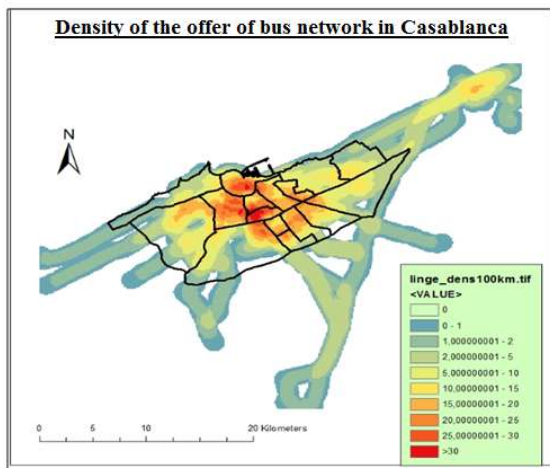 Density of the offer of bus network in Casablanca
N
linge_dens100km.tif
<VALUE>
0
0 - 1
1,000000001 - 2
2,000000001 - 5
5,000000001 - 10
10,00000001 - 15
15,00000001 - 20
20,00000001 - 25
25,00000001 - 30
>30
0 5 10 20 Kilometers